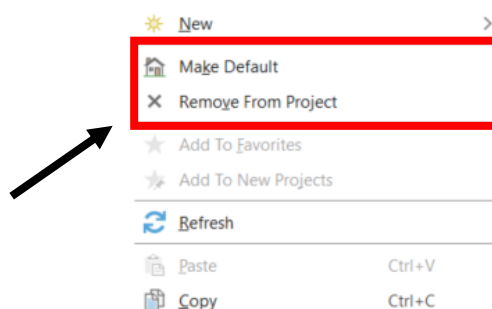 New
Make Default
Remove From Project
Add To Favorites
Add To New Projects
Refresh
Paste Ctrl+V
Copy Ctrl+C